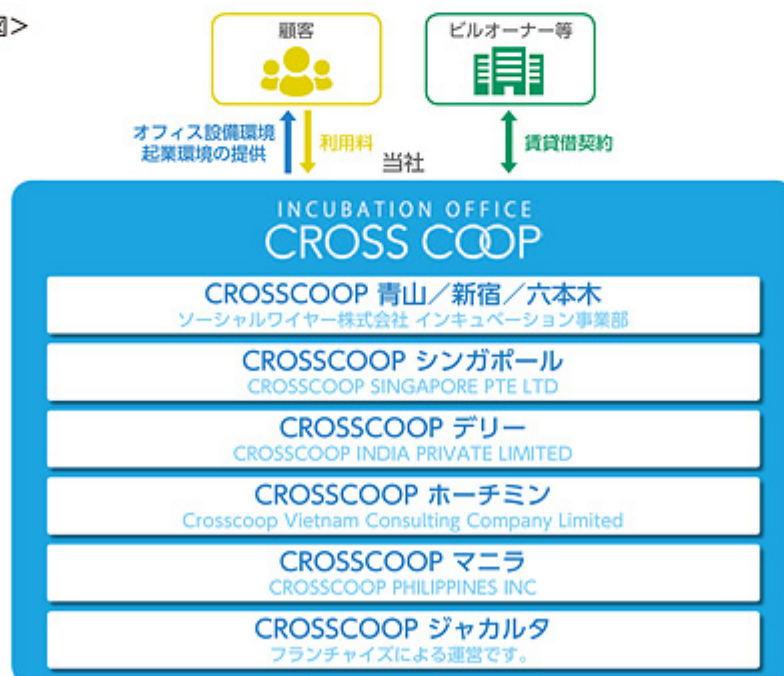 図>
顧客
ビルオーナー等
オフィス設備環境
起業環境の提供
利用料
賃貸借契約
当社
INCUBATION OFFICE
CROSS COOP
CROSSCOOP 青山／新宿／六本木
ソーシャルワイヤー株式会社 インキュベーション事業部
CROSSCOOP シンガポール
CROSSCOOP SINGAPORE PTE LTD
CROSSCOOP デリー
CROSSCOOP INDIA PRIVATE LIMITED
CROSSCOOP ホーチミン
Crosscoop Vietnam Consulting Company Limited
CROSSCOOP マニラ
CROSSCOOP PHILIPPINES INC
CROSSCOOP ジャカルタ
フランチャイズによる運営です。